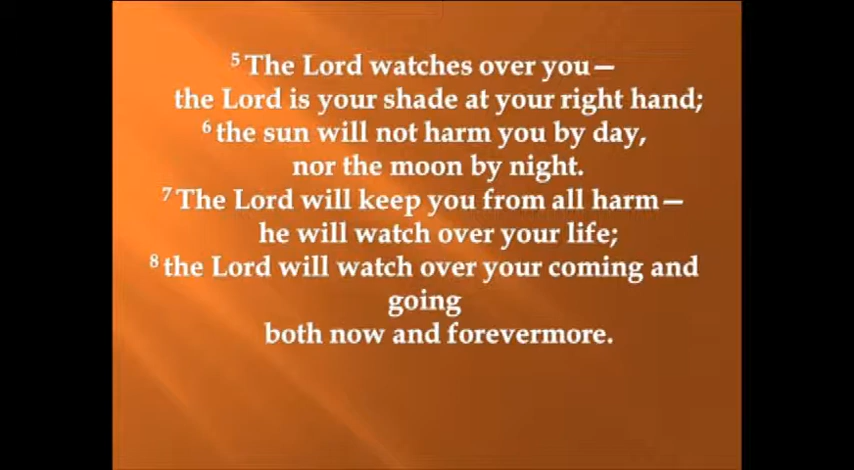 5 The Lord watches over you—
the Lord is your shade at your right hand;
6 the sun will not harm you by day,
nor the moon by night.
7 The Lord will keep you from all harm—
he will watch over your life;
8 the Lord will watch over your coming and
going
both now and forevermore.